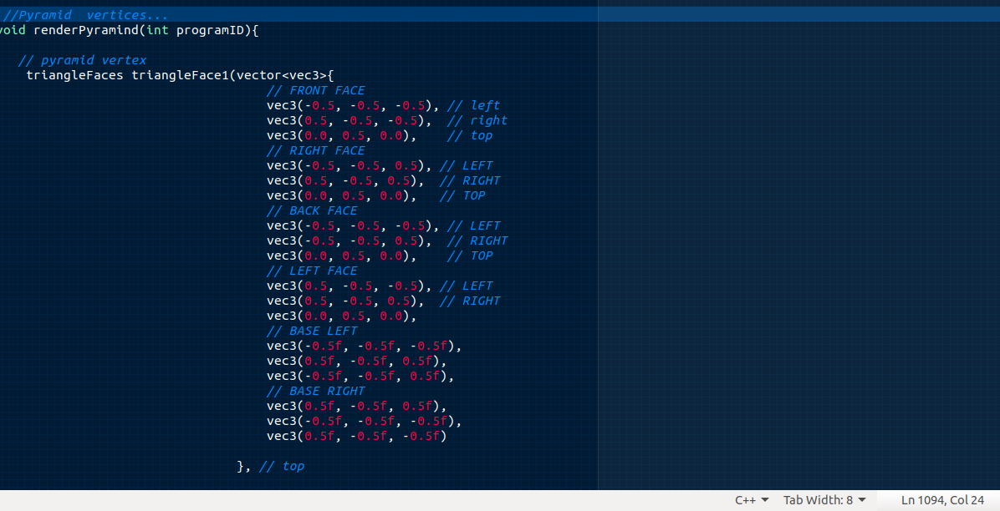 //Pyramid  vertices...
void renderPyramind(int programID){
// pyramid vertex
triangleFaces triangleFace1(vector<vec3>{
// FRONT FACE
vec3(-0.5, -0.5, -0.5), // left
vec3(0.5, -0.5, -0.5),  // right
vec3(0.0, 0.5, 0.0),    // top
// RIGHT FACE
vec3(-0.5, -0.5, 0.5), // LEFT
vec3(0.5, -0.5, 0.5),  // RIGHT
vec3(0.0, 0.5, 0.0),   // TOP
// BACK FACE
vec3(-0.5, -0.5, -0.5), // LEFT
vec3(-0.5, -0.5, 0.5),  // RIGHT
vec3(0.0, 0.5, 0.0),    // TOP
// LEFT FACE
vec3(0.5, -0.5, -0.5), // LEFT
vec3(0.5, -0.5, 0.5),  // RIGHT
vec3(0.0, 0.5, 0.0),
// BASE LEFT
vec3(-0.5f, -0.5f, -0.5f),
vec3(0.5f, -0.5f, 0.5f),
vec3(-0.5f, -0.5f, 0.5f),
// BASE RIGHT
vec3(0.5f, -0.5f, 0.5f),
vec3(-0.5f, -0.5f, -0.5f),
vec3(0.5f, -0.5f, -0.5f)
}, // top
C++ Tab Width: 8 Ln 1094, Col 24